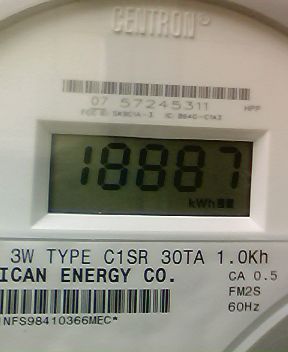 CENTRON®
07 57245311
HPP
18887
kWh
3W TYPE C1SR 30TA 1.0Kh
ICAN ENERGY CO.
CA 0.5
FM2S
60Hz
NFS98410366MEC*